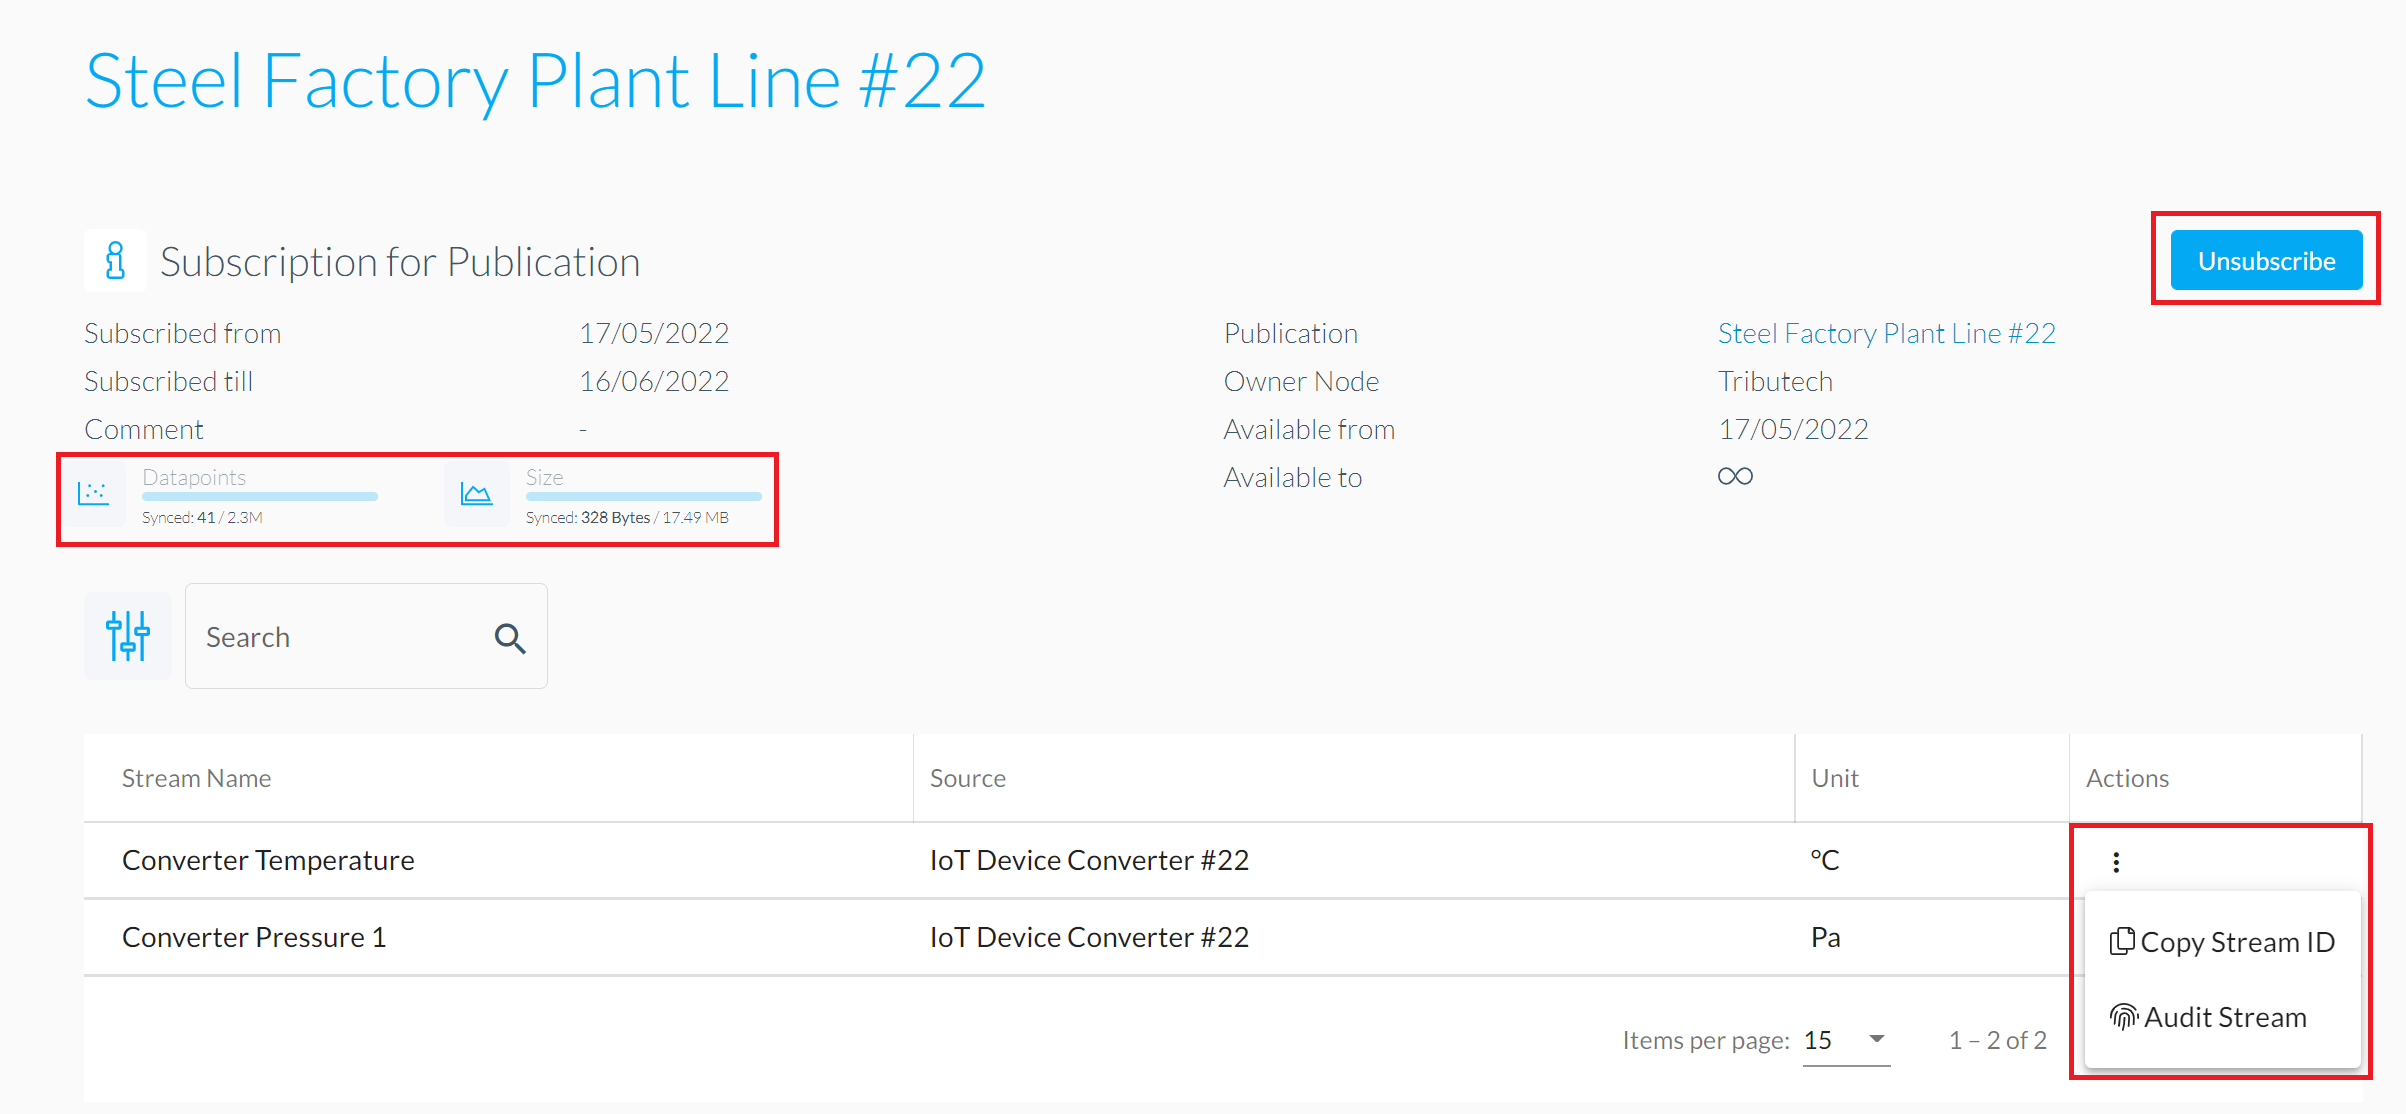 Steel Factory Plant Line #22
Subscription for Publication
Unsubscribe
Subscribed from 17/05/2022
Subscribed till 16/06/2022
Comment -
Publication Steel Factory Plant Line #22
Owner Node Tributech
Available from 17/05/2022
Available to ∞
Datapoints
Synced: 41 / 2.3M
Size
Synced: 328 Bytes / 17.49 MB
Search
Stream Name Source Unit Actions
Converter Temperature IoT Device Converter #22 °C
Converter Pressure 1 IoT Device Converter #22 Pa
Copy Stream ID
Audit Stream
Items per page: 15 1 – 2 of 2